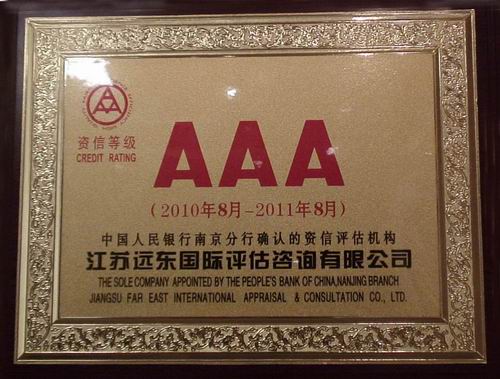 资信等级
CREDIT RATING
AAA
(2010年8月-2011年8月)
中国人民银行南京分行确认的资信评估机构
江苏远东国际评估咨询有限公司
THE SOLE COMPANY APPOINTED BY THE PEOPLE'S BANK OF CHINA,NANJING BRANCH
JIANGSU FAR EAST INTERNATIONAL APPRAISAL & CONSULTATION CO., LTD.